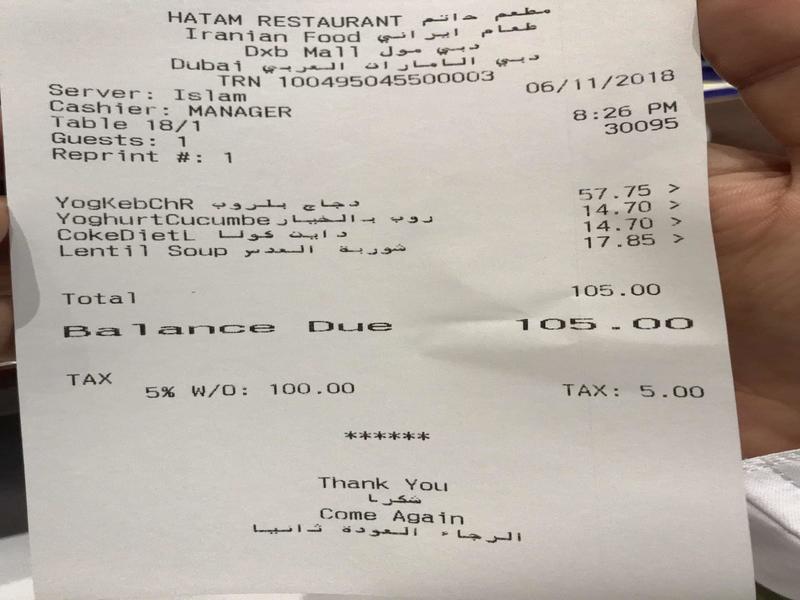 HATAM RESTAURANT مطعم حاتم
Iranian Food طعام ايراني
Dxb Mall دبي مول
Dubai دبي الامارات العربي
TRN 100495045500003
Server: Islam 06/11/2018
Cashier: MANAGER 8:26 PM
Table 18/1 30095
Guests: 1
Reprint #: 1
YogKebChR دجاج بلروب 57.75 >
YoghurtCucumbe روب بالخيار 14.70 >
CokeDietL دايت كولا 14.70 >
Lentil Soup شوربة العدس 17.85 >
Total 105.00
Balance Due 105.00
TAX
5% W/O: 100.00 TAX: 5.00
******
Thank You
شكرا
Come Again
الرجاء العودة ثانيا